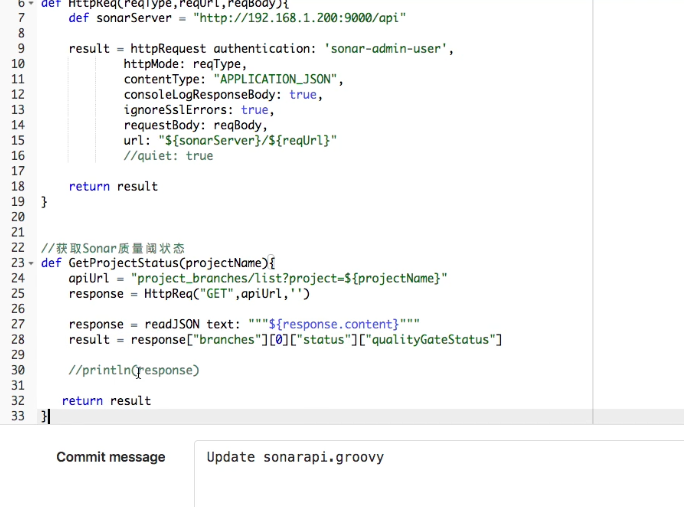 6 def HttpReq(reqType,reqUrl,reqBody){
7 def sonarServer = "http://192.168.1.200:9000/api"
8
9 result = httpRequest authentication: 'sonar-admin-user',
10 httpMode: reqType,
11 contentType: "APPLICATION_JSON",
12 consoleLogResponseBody: true,
13 ignoreSslErrors: true,
14 requestBody: reqBody,
15 url: "${sonarServer}/${reqUrl}"
16 //quiet: true
17
18 return result
19 }
20
21
22 //获取Sonar质量阈状态
23 def GetProjectStatus(projectName){
24 apiUrl = "project_branches/list?project=${projectName}"
25 response = HttpReq("GET",apiUrl,'')
26
27 response = readJSON text: """${response.content}"""
28 result = response["branches"][0]["status"]["qualityGateStatus"]
29
30 //println(response)
31
32 return result
33 }
Commit message
Update sonarapi.groovy